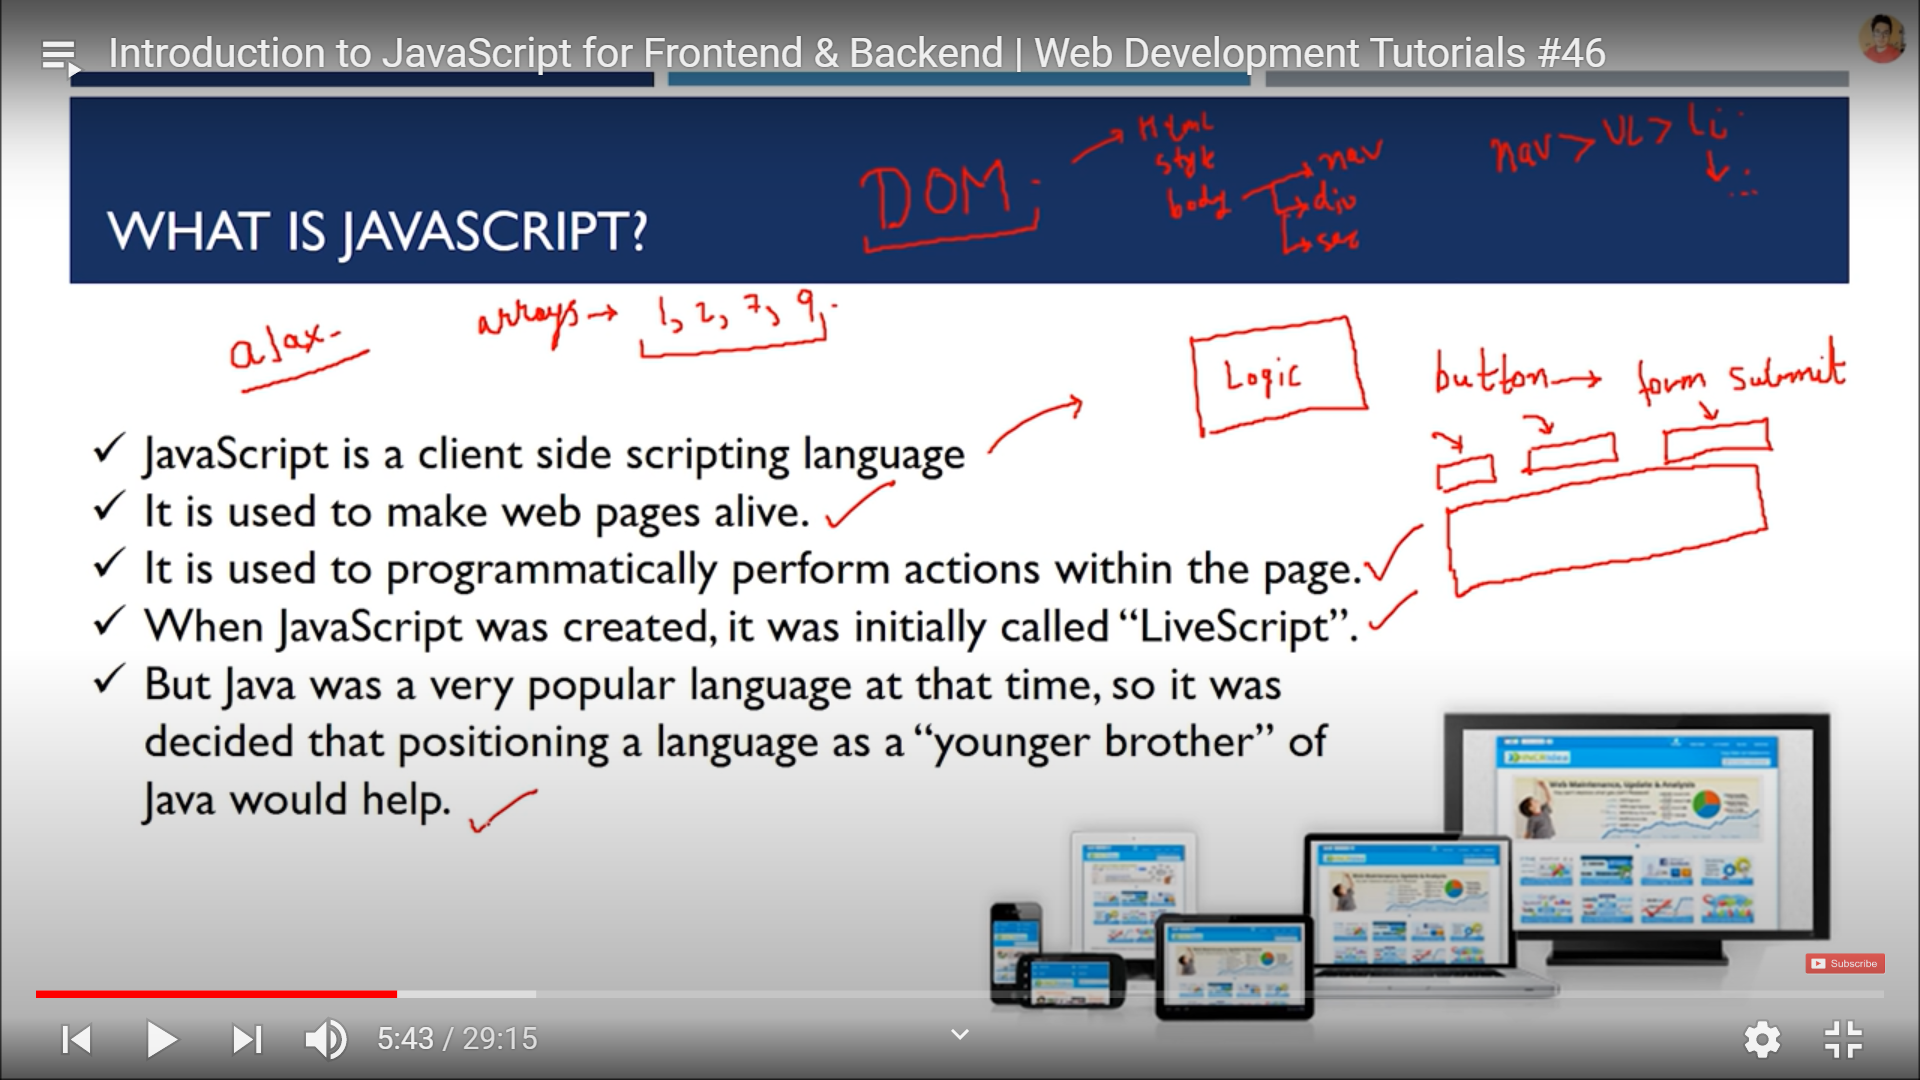 Introduction to JavaScript for Frontend & Backend | Web Development Tutorials #46
WHAT IS JAVASCRIPT?
DOM
Html
style
body
nav
div
sec
nav > UL > Li
ajax
arrays → 1, 2, 7, 9,
Logic
button → form submit
✓ JavaScript is a client side scripting language
✓ It is used to make web pages alive.
✓ It is used to programmatically perform actions within the page.
✓ When JavaScript was created, it was initially called “LiveScript”.
✓ But Java was a very popular language at that time, so it was
decided that positioning a language as a “younger brother” of
Java would help.
Web Maintenance, Update & Analysis
Subscribe
5:43 / 29:15